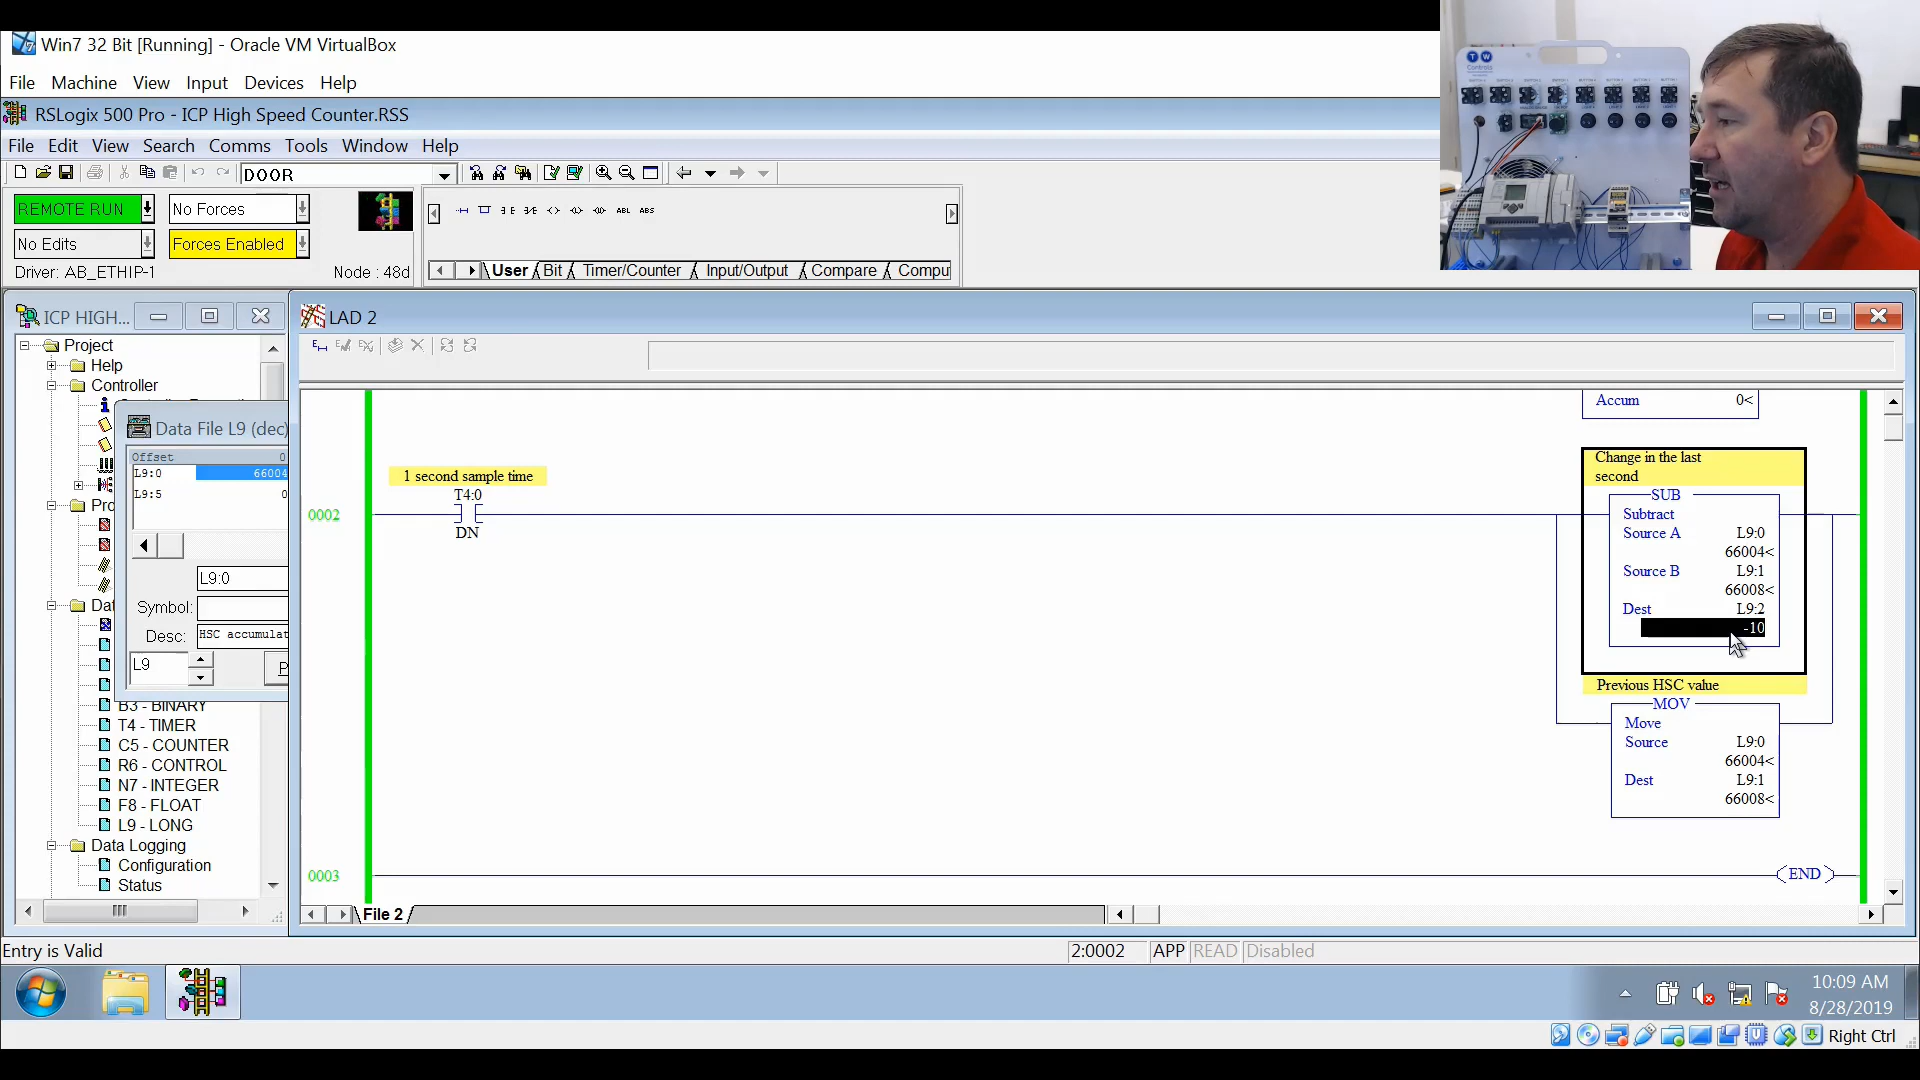 Win7 32 Bit [Running] - Oracle VM VirtualBox
File Machine View Input Devices Help
RSLogix 500 Pro - ICP High Speed Counter.RSS
File Edit View Search Comms Tools Window Help
DOOR
REMOTE RUN
No Forces
No Edits
Forces Enabled
Driver: AB_ETHIP-1
Node : 48d
ABL
ABS
User Bit Timer/Counter Input/Output Compare Compu
ICP HIGH...
Project
Help
Controller
Data File L9 (dec)
Offset 0
L9:0 66004
L9:5 0
Pro
L9:0
Symbol:
Desc: HSC accumulat
L9
P
Dat
B3 - BINARY
T4 - TIMER
C5 - COUNTER
R6 - CONTROL
N7 - INTEGER
F8 - FLOAT
L9 - LONG
Data Logging
Configuration
Status
LAD 2
Accum 0<
1 second sample time
T4:0
DN
0002
Change in the last
second
SUB
Subtract
Source A L9:0
66004<
Source B L9:1
66008<
Dest L9:2
-10
Previous HSC value
MOV
Move
Source L9:0
66004<
Dest L9:1
66008<
0003
END
File 2
Entry is Valid
2:0002 APP READ Disabled
10:09 AM
8/28/2019
Right Ctrl
T W
Controls